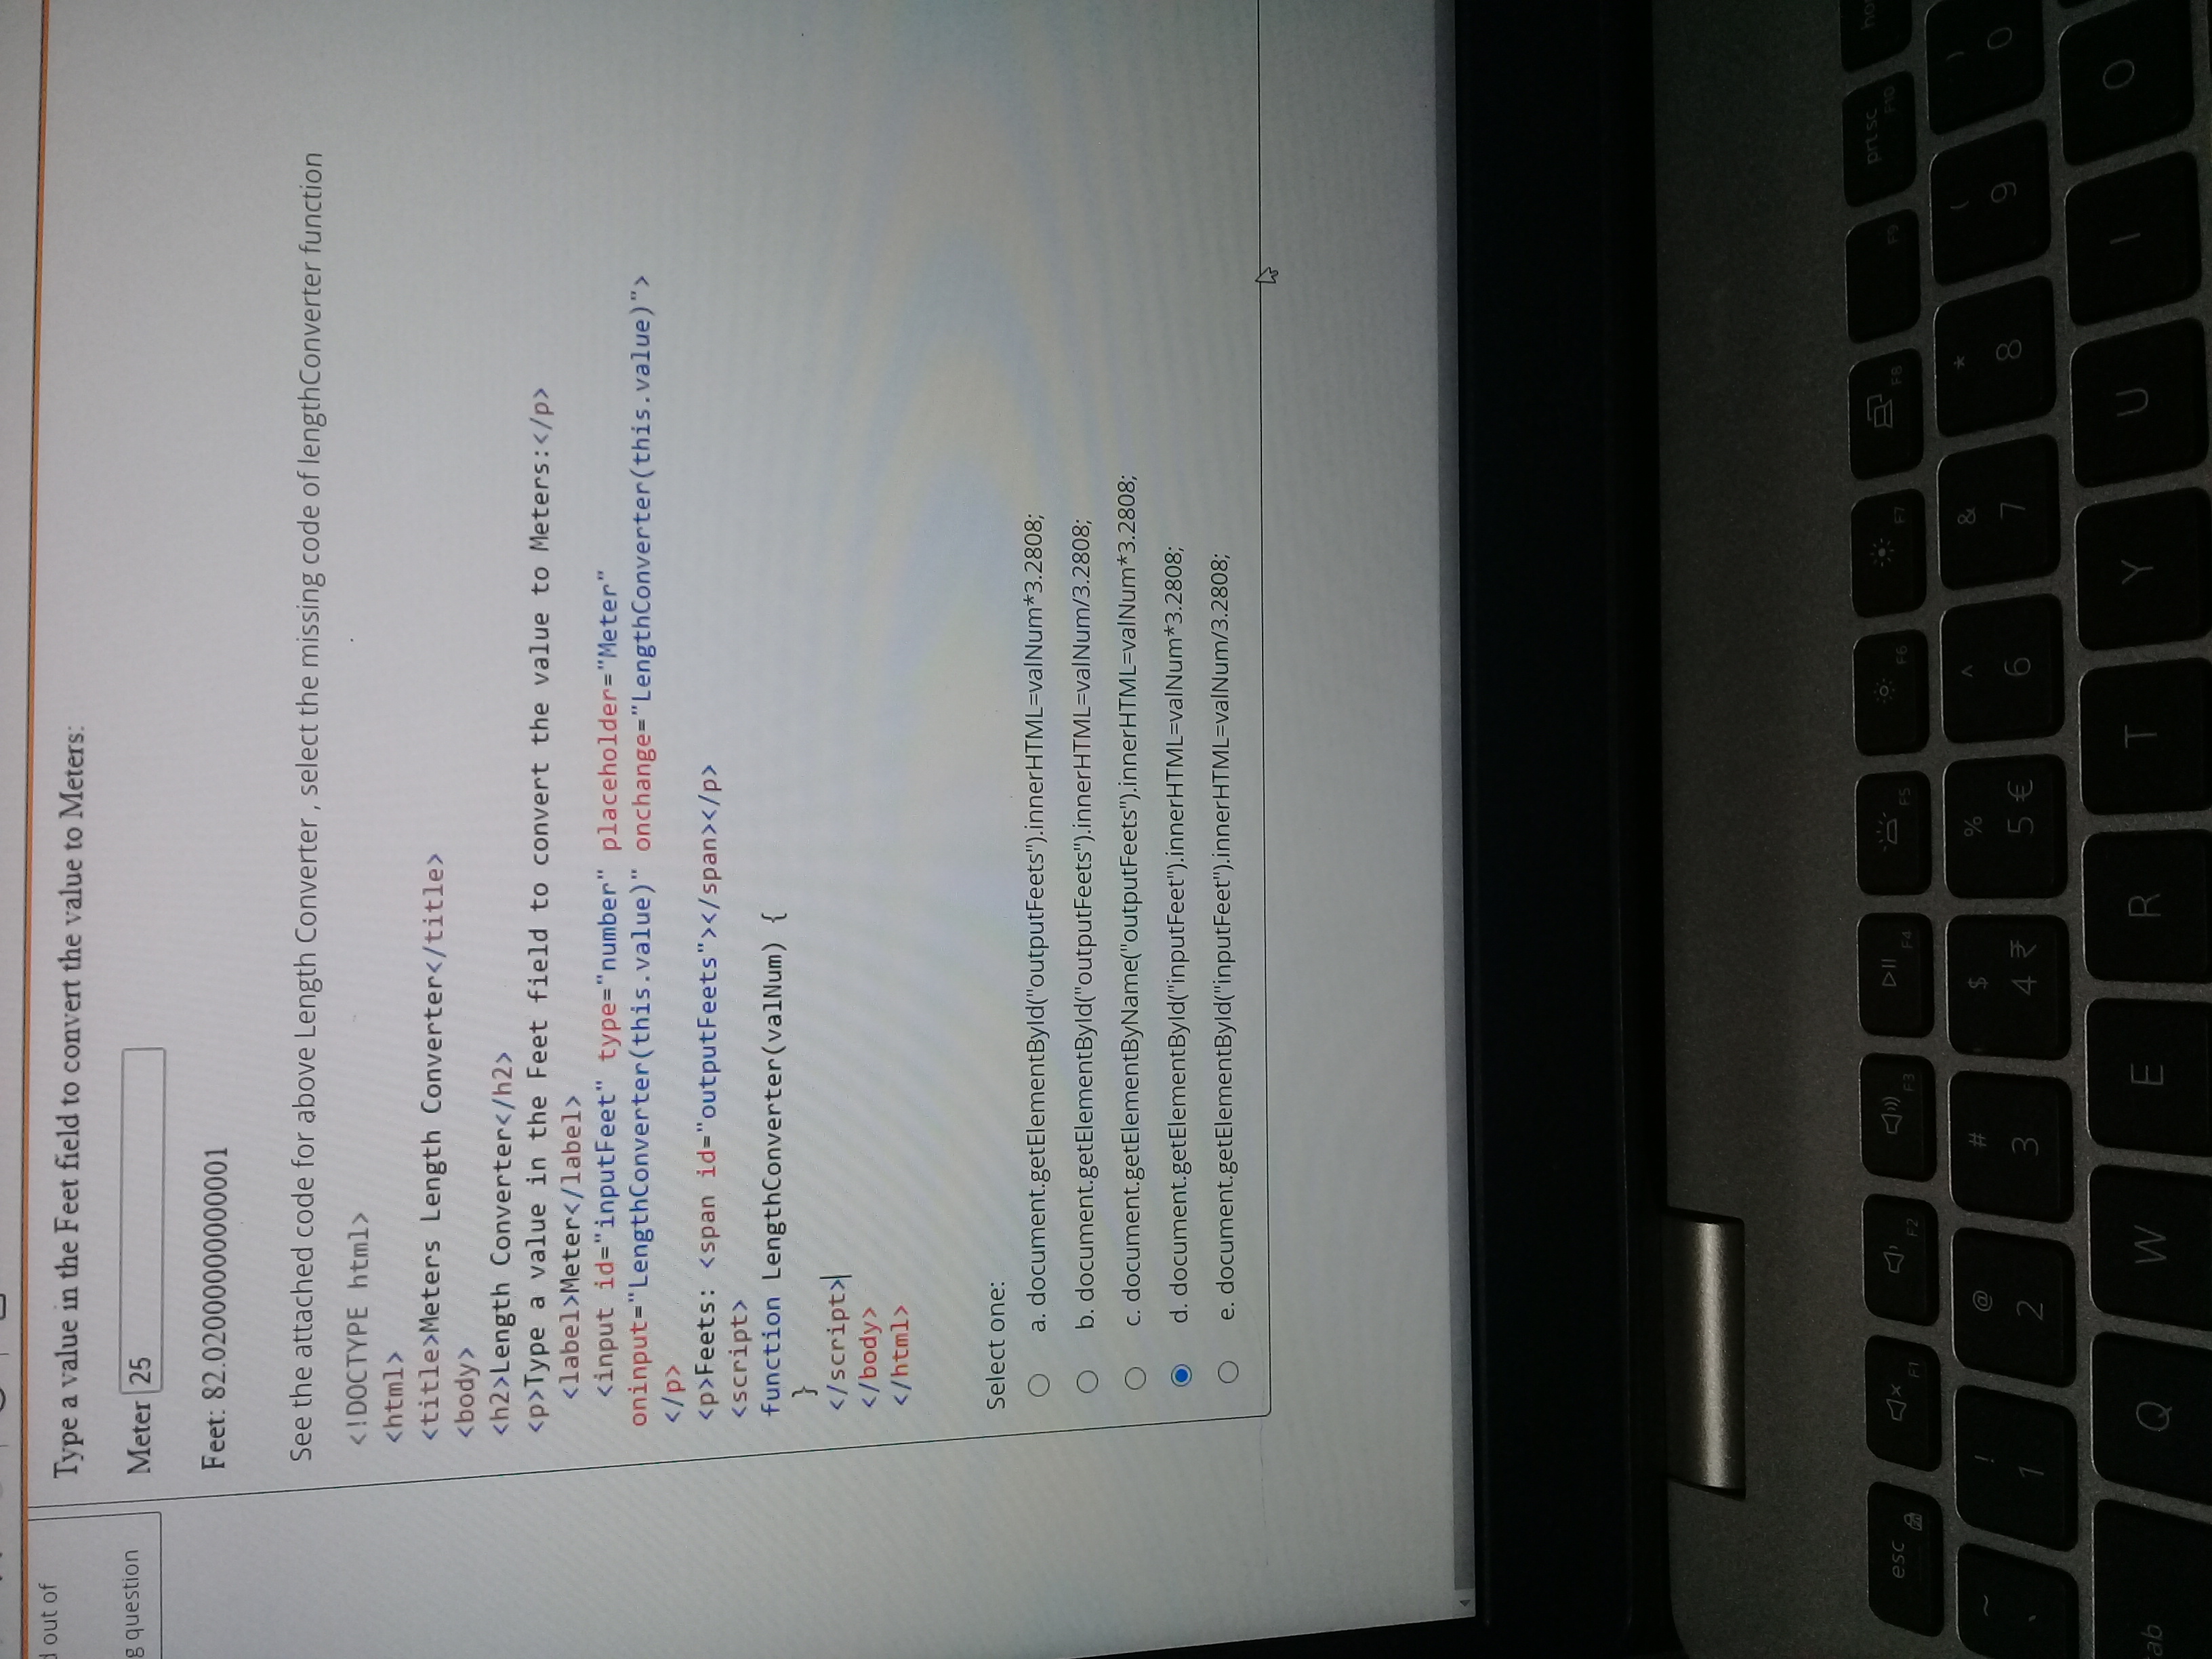 d out of
g question
Type a value in the Feet field to convert the value to Meters:
Meter 25
Feet: 82.02000000000001
See the attached code for above Length Converter , select the missing code of lengthConverter function
<!DOCTYPE html>
<html>
<title>Meters Length Converter</title>
<body>
<h2>Length Converter</h2>
<p>Type a value in the Feet field to convert the value to Meters:</p>
<label>Meter</label>
<input id="inputFeet" type="number" placeholder="Meter"
oninput="LengthConverter(this.value)" onchange="LengthConverter(this.value)">
</p>
<p>Feets: <span id="outputFeets"></span></p>
<script>
function LengthConverter(valNum) {
}
</script>
</body>
</html>
Select one:
a. document.getElementById("outputFeets").innerHTML=valNum*3.2808;
b. document.getElementById("outputFeets").innerHTML=valNum/3.2808;
c. document.getElementByName("outputFeets").innerHTML=valNum*3.2808;
d. document.getElementById("inputFeet").innerHTML=valNum*3.2808;
e. document.getElementById("inputFeet").innerHTML=valNum/3.2808;
esc F1 F2 F3 F4 F5 F6 F7 F8 F9 prt sc F10 ho
~ ! @ # $ % ^ & * ( )
` 1 2 3 4 ₹ 5 € 6 7 8 9 0
ab Q W E R T Y U I O